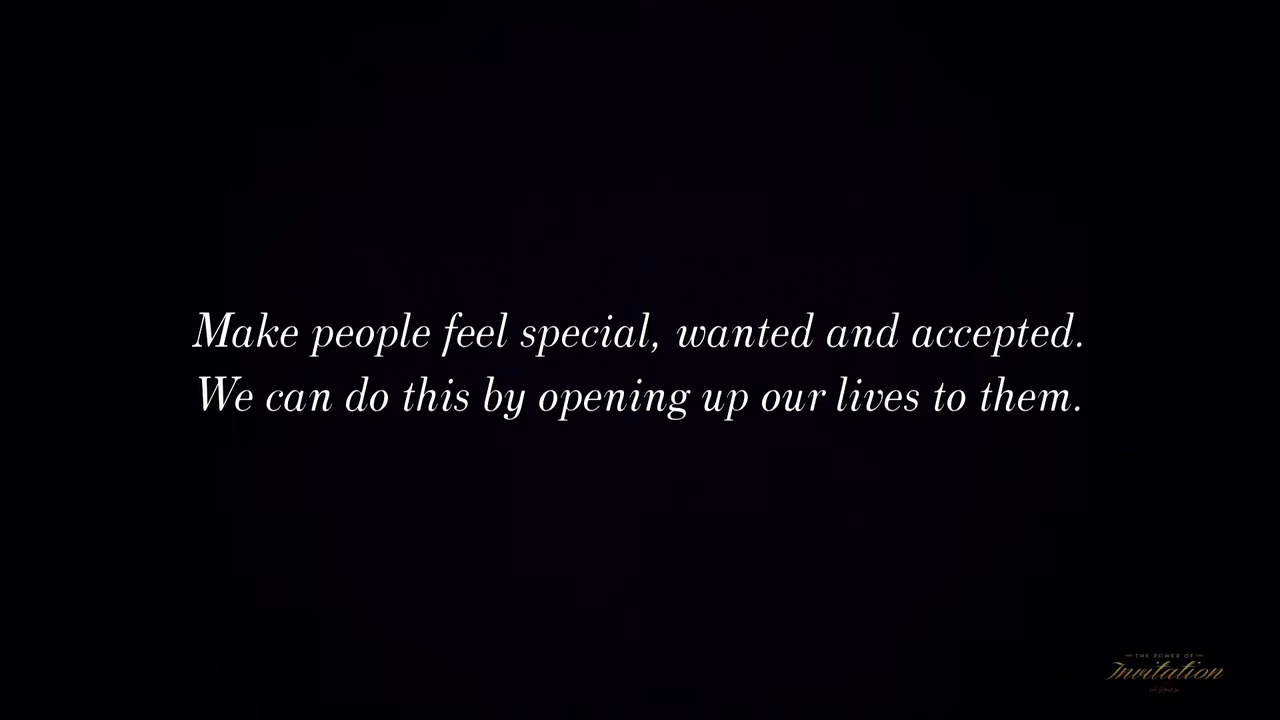 Make people feel special, wanted and accepted.
We can do this by opening up our lives to them.
THE POWER OF
Invitation